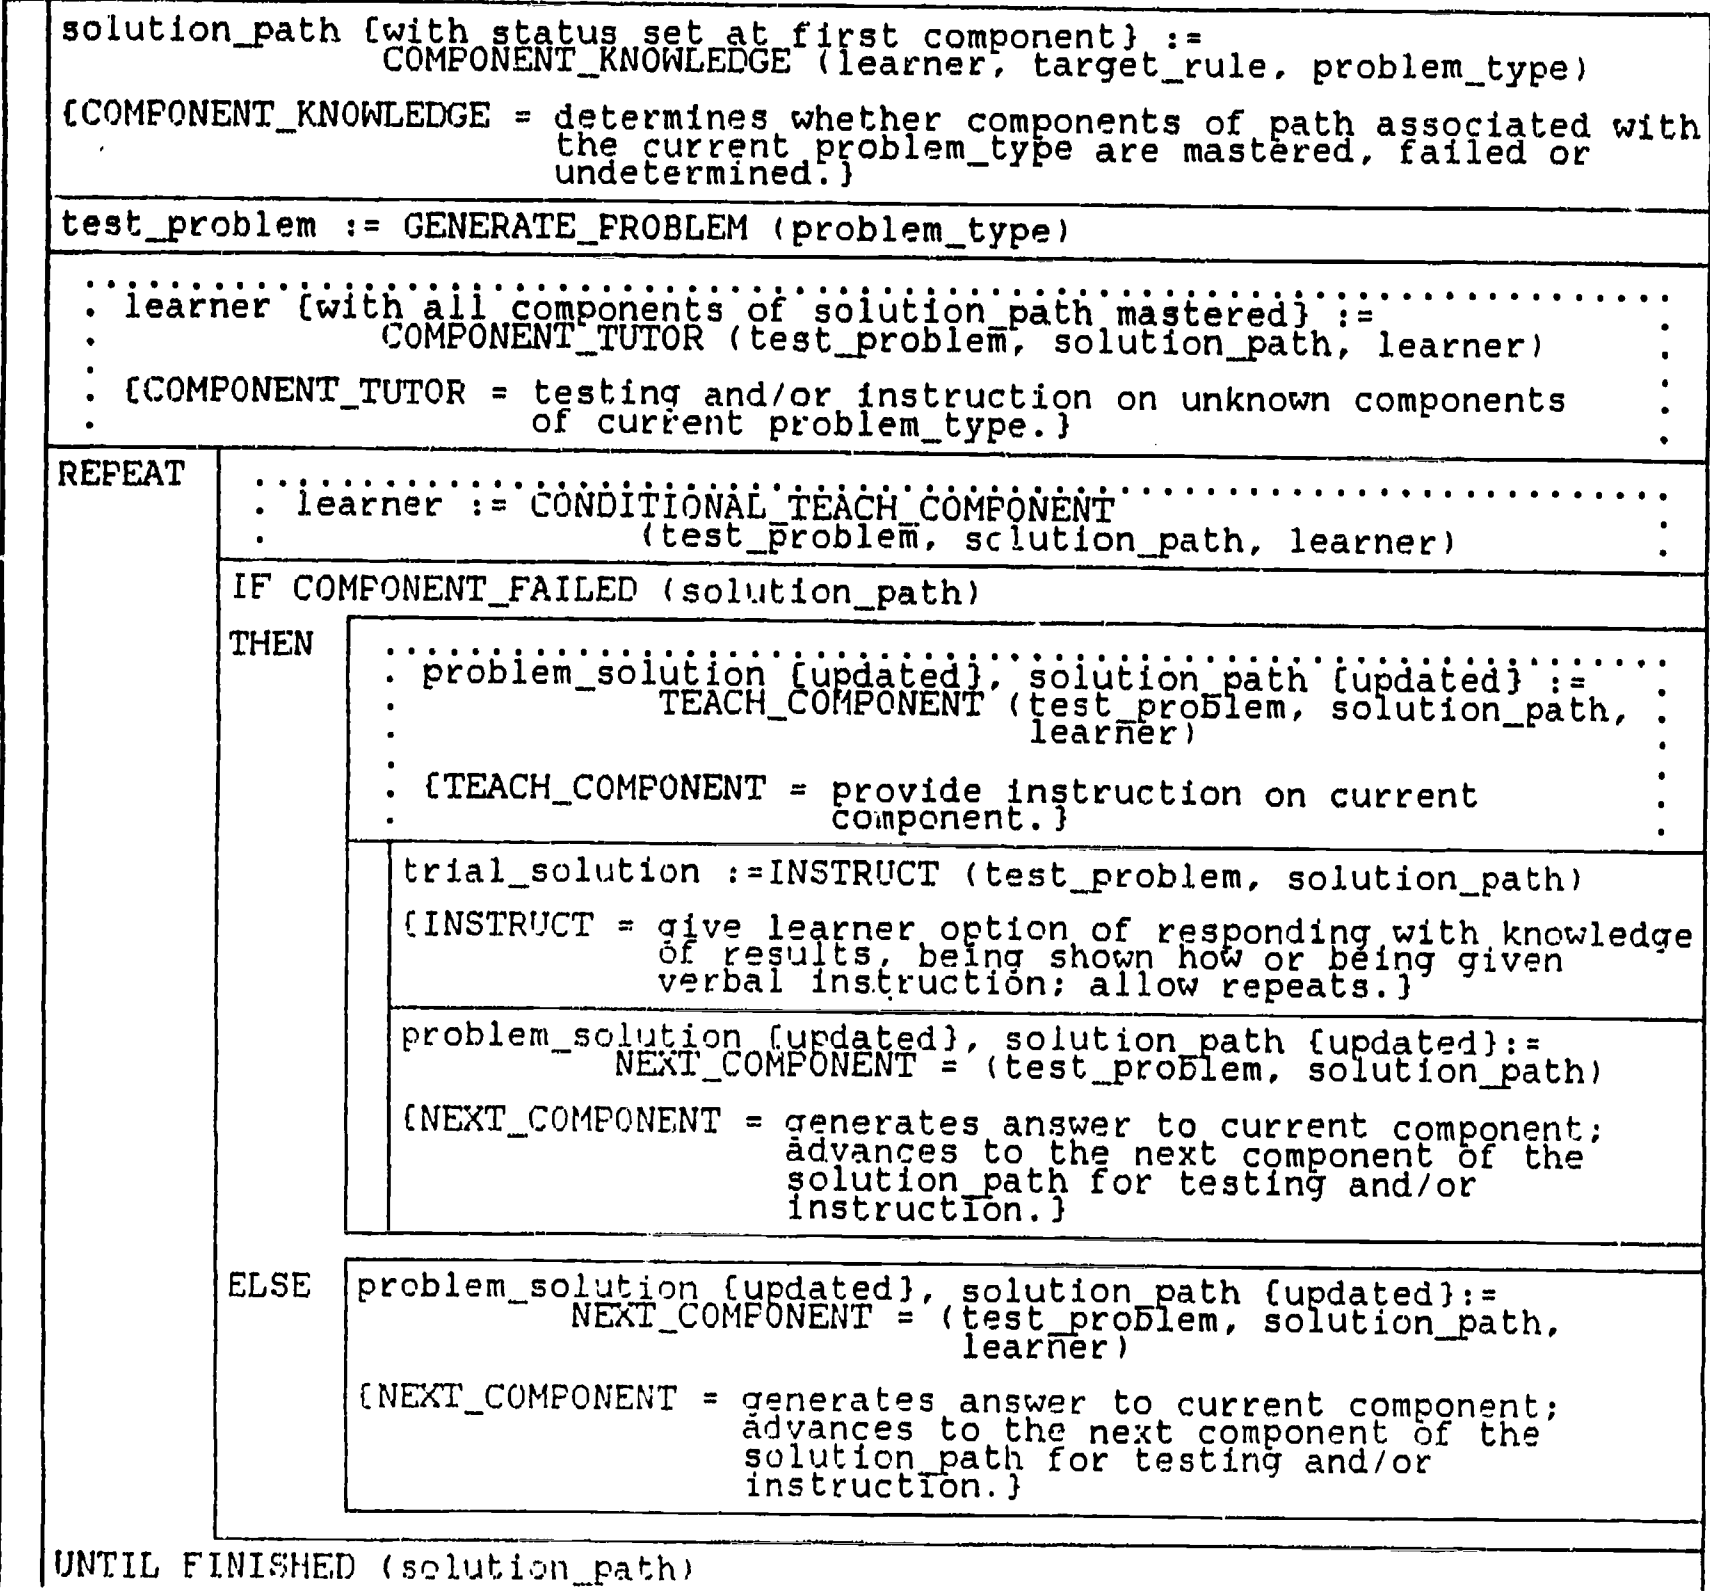 solution_path {with status set at first component} :=
COMPONENT_KNOWLEDGE (learner, target_rule, problem_type)
{COMPONENT_KNOWLEDGE = determines whether components of path associated with
the current problem_type are mastered, failed or
undetermined.}
test_problem := GENERATE_PROBLEM (problem_type)
learner {with all components of solution_path mastered} :=
COMPONENT_TUTOR (test_problem, solution_path, learner)
{COMPONENT_TUTOR = testing and/or instruction on unknown components
of current problem_type.}
REPEAT
learner := CONDITIONAL_TEACH_COMPONENT
(test_problem, solution_path, learner)
IF COMPONENT_FAILED (solution_path)
THEN
problem_solution {updated}, solution_path {updated} :=
TEACH_COMPONENT (test_problem, solution_path,
learner)
{TEACH_COMPONENT = provide instruction on current
component.}
trial_solution :=INSTRUCT (test_problem, solution_path)
{INSTRUCT = give learner option of responding with knowledge
of results, being shown how or being given
verbal instruction; allow repeats.}
problem_solution {updated}, solution_path {updated}:=
NEXT_COMPONENT = (test_problem, solution_path)
{NEXT_COMPONENT = generates answer to current component;
advances to the next component of the
solution_path for testing and/or
instruction.}
ELSE problem_solution {updated}, solution_path {updated}:=
NEXT_COMPONENT = (test_problem, solution_path,
learner)
{NEXT_COMPONENT = generates answer to current component;
advances to the next component of the
solution_path for testing and/or
instruction.}
UNTIL FINISHED (solution_path)